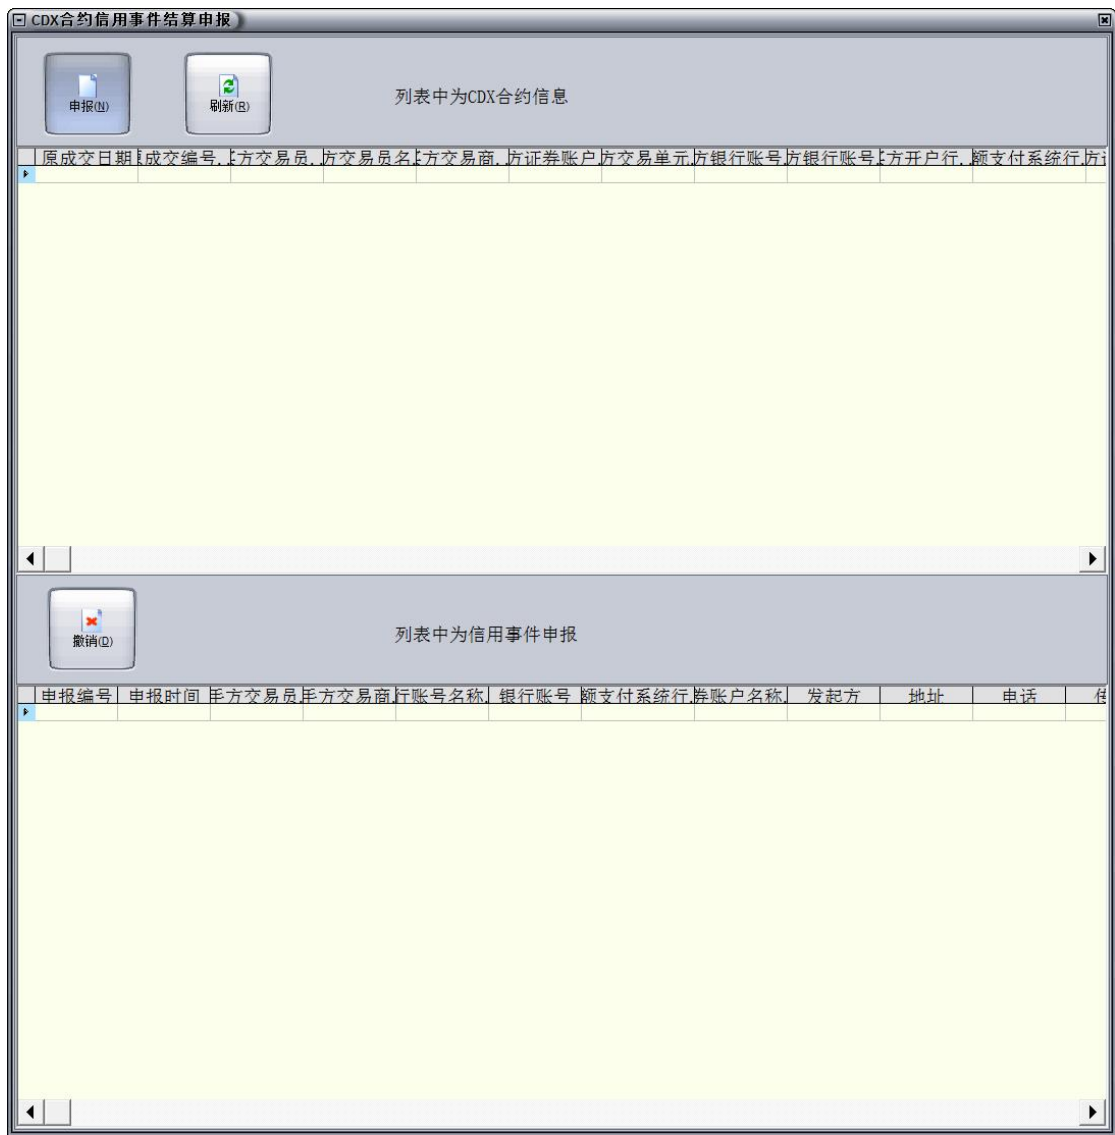 CDX合约信用事件结算申报
申报(N) 刷新(R) 列表中为CDX合约信息
原成交日期 成交编号. 方交易员. 方交易员名 方交易商. 方证券账户 方交易单元 方银行账号 方银行账号 方开户行. 额支付系统行. 方
撤销(D) 列表中为信用事件申报
申报编号 申报时间 手方交易员 手方交易商 行账号名称. 银行账号 额支付系统行. 券账户名称. 发起方 地址 电话